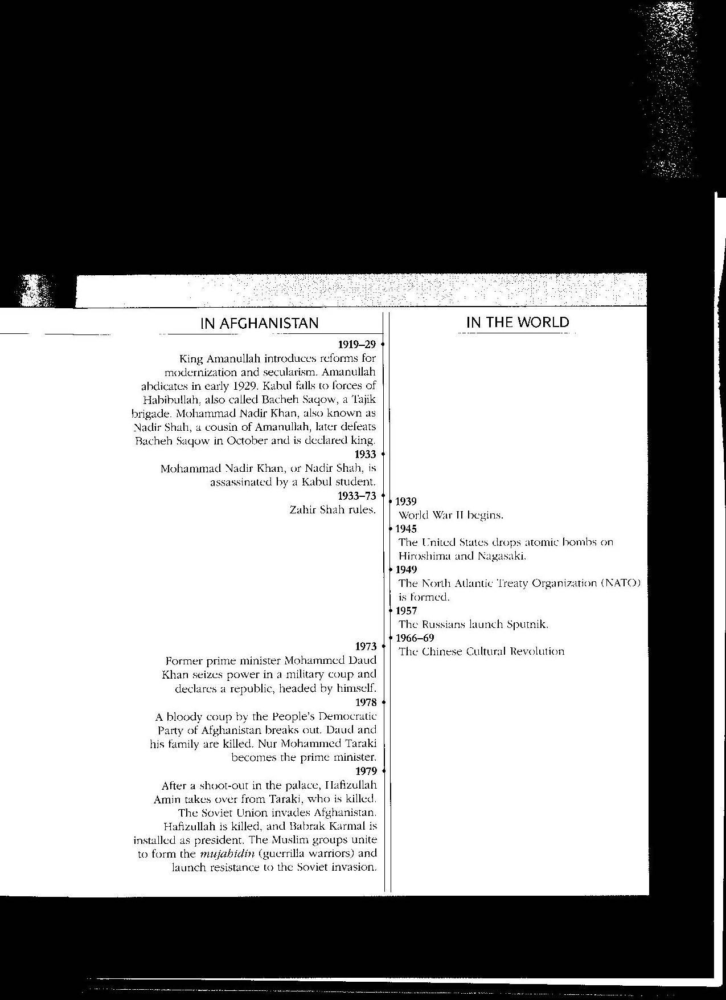 IN AFGHANISTAN
1919–29
King Amanullah introduces reforms for
modernization and secularism. Amanullah
abdicates in early 1929. Kabul falls to forces of
Habibullah, also called Bacheh Saqow, a Tajik
brigade. Mohammad Nadir Khan, also known as
Nadir Shah, a cousin of Amanullah, later defeats
Bacheh Saqow in October and is declared king.
1933
Mohammad Nadir Khan, or Nadir Shah, is
assassinated by a Kabul student.
1933–73
Zahir Shah rules.
1973
Former prime minister Mohammed Daud
Khan seizes power in a military coup and
declares a republic, headed by himself.
1978
A bloody coup by the People's Democratic
Party of Afghanistan breaks out. Daud and
his family are killed. Nur Mohammed Taraki
becomes the prime minister.
1979
After a shoot-out in the palace, Hafizullah
Amin takes over from Taraki, who is killed.
The Soviet Union invades Afghanistan.
Hafizullah is killed, and Babrak Karmal is
installed as president. The Muslim groups unite
to form the mujahidin (guerrilla warriors) and
launch resistance to the Soviet invasion.
IN THE WORLD
1939
World War II begins.
1945
The United States drops atomic bombs on
Hiroshima and Nagasaki.
1949
The North Atlantic Treaty Organization (NATO)
is formed.
1957
The Russians launch Sputnik.
1966–69
The Chinese Cultural Revolution